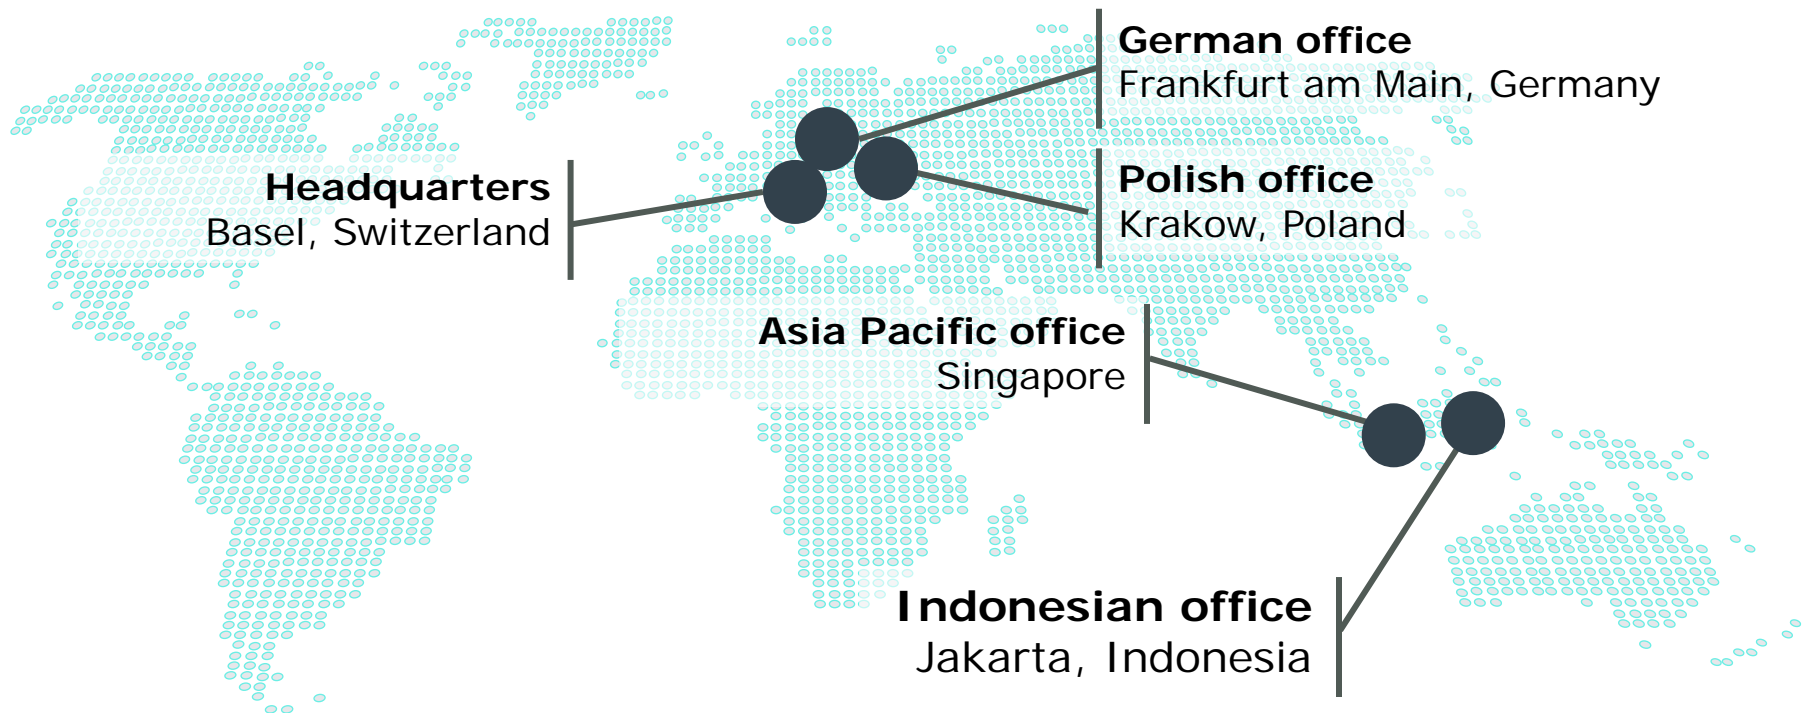 German office
Frankfurt am Main, Germany
Headquarters
Basel, Switzerland
Polish office
Krakow, Poland
Asia Pacific office
Singapore
Indonesian office
Jakarta, Indonesia